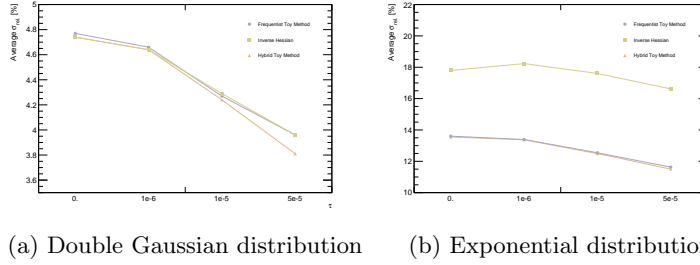 Average σrel. [%]
5
4.8
4.6
4.4
4.2
4
3.8
3.6
Frequentist Toy Method
Inverse Hessian
Hybrid Toy Method
0.
1e-6
1e-5
5e-5
τ
(a) Double Gaussian distribution
Average σrel. [%]
22
20
18
16
14
12
10
Frequentist Toy Method
Inverse Hessian
Hybrid Toy Method
0.
1e-6
1e-5
5e-5
(b) Exponential distributio